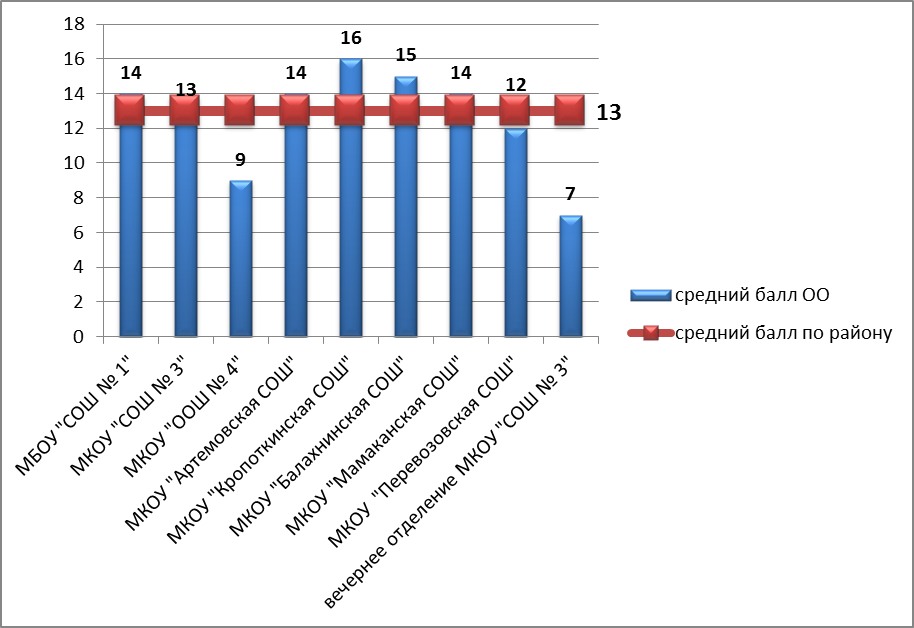 18
16
14
12
10
8
6
4
2
0
14
13
9
14
16
15
14
12
7
13
МБОУ "СОШ № 1"
МКОУ "СОШ № 3"
МКОУ "ООШ № 4"
МКОУ "Артемовская СОШ"
МКОУ "Кропоткинская СОШ"
МКОУ "Балахнинская СОШ"
МКОУ "Мамаканская СОШ"
МКОУ "Перевозовская СОШ"
вечернее отделение МКОУ "СОШ № 3"
средний балл ОО
средний балл по району